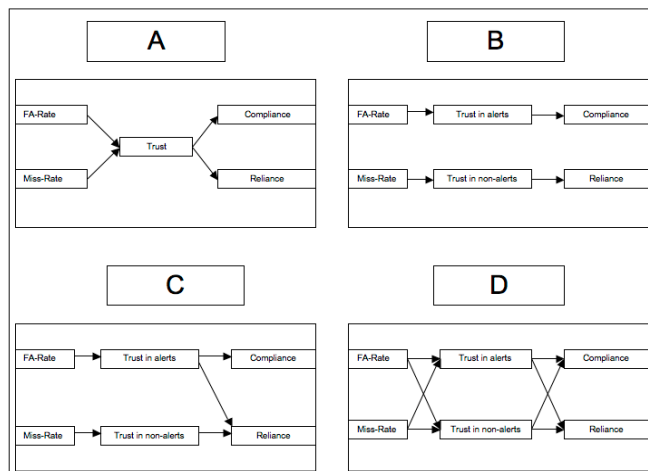 A
B
FA-Rate
Compliance
Trust
Miss-Rate
Reliance
FA-Rate
Trust in alerts
Compliance
Miss-Rate
Trust in non-alerts
Reliance
C
D
FA-Rate
Trust in alerts
Compliance
Miss-Rate
Trust in non-alerts
Reliance
FA-Rate
Trust in alerts
Compliance
Miss-Rate
Trust in non-alerts
Reliance